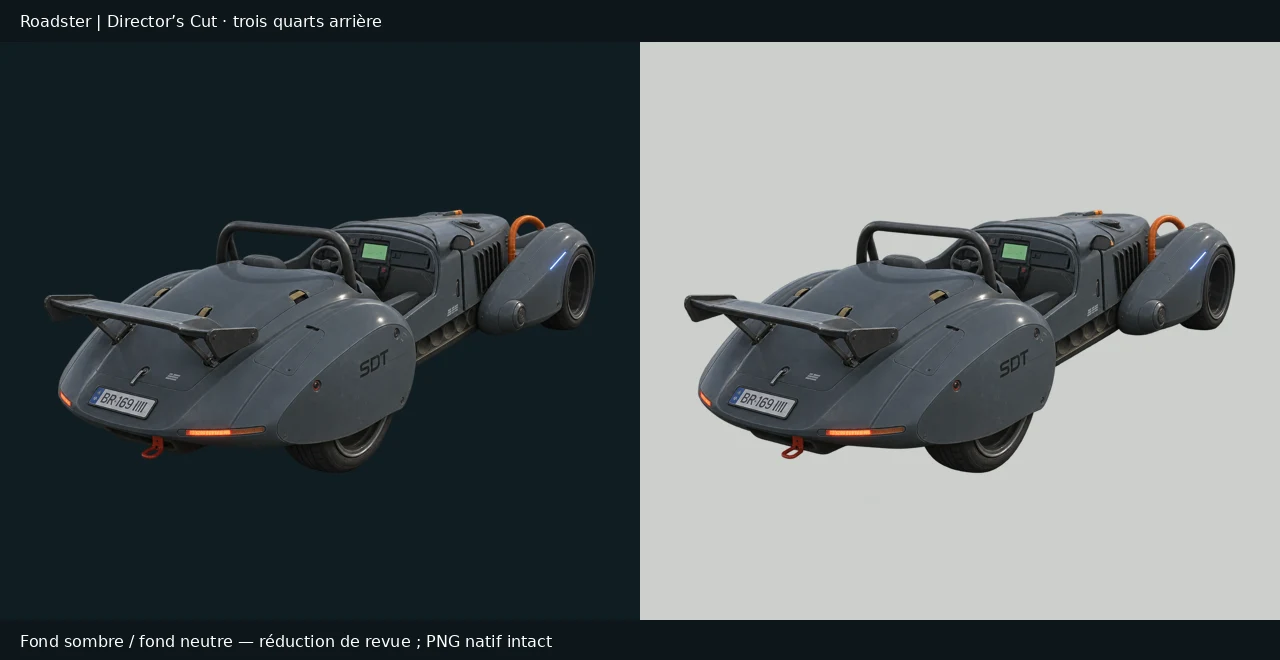 Roadster | Director’s Cut · trois quarts arrière
SDT
BR·169 IIII
SDT
BR·169 IIII
Fond sombre / fond neutre — réduction de revue ; PNG natif intact